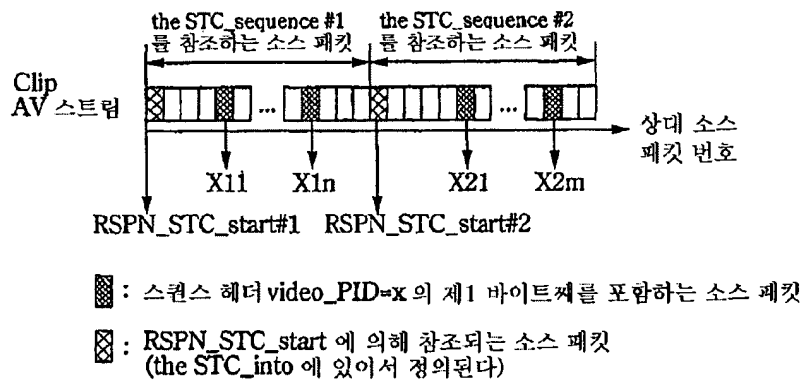 the STC_sequence #1
를 참조하는 소스 패킷
the STC_sequence #2
를 참조하는 소스 패킷
Clip
AV 스트림
...
...
상대 소스
패킷 번호
X11
X1n
X21
X2m
RSPN_STC_start#1
RSPN_STC_start#2
: 스퀀스 헤더 video_PID=x 의 제1 바이트째를 포함하는 소스 패킷
: RSPN_STC_start 에 의해 참조되는 소스 패킷
(the STC_into 에 있어서 정의된다)